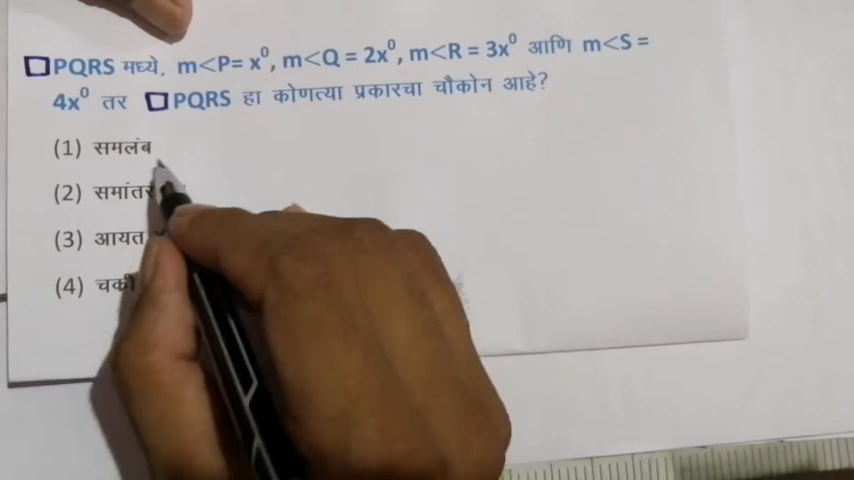 □PQRS मध्ये, m<P= x⁰, m<Q = 2x⁰, m<R = 3x⁰ आणि m<S =
4x⁰ तर □PQRS हा कोणत्या प्रकारचा चौकोन आहे?
(1) समलंब
(2) समांतर
(3) आयत
(4)